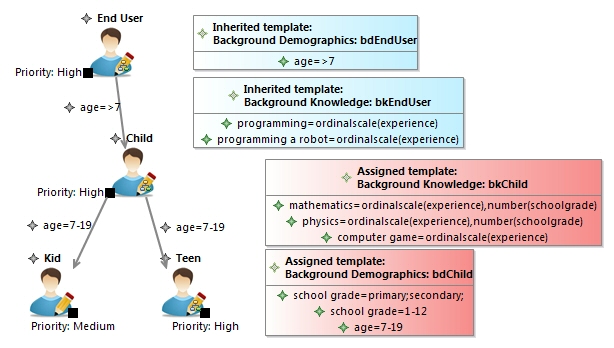 End User
Priority: High
age=>7
Child
Priority: High
age=7-19
age=7-19
Kid
Teen
Priority: Medium
Priority: High
Inherited template:
Background Demographics: bdEndUser
age=>7
Inherited template:
Background Knowledge: bkEndUser
programming=ordinalscale(experience)
programming a robot=ordinalscale(experience)
Assigned template:
Background Knowledge: bkChild
mathematics=ordinalscale(experience),number(schoolgrade)
physics=ordinalscale(experience),number(schoolgrade)
computer game=ordinalscale(experience)
Assigned template:
Background Demographics: bdChild
school grade=primary;secondary;
school grade=1-12
age=7-19